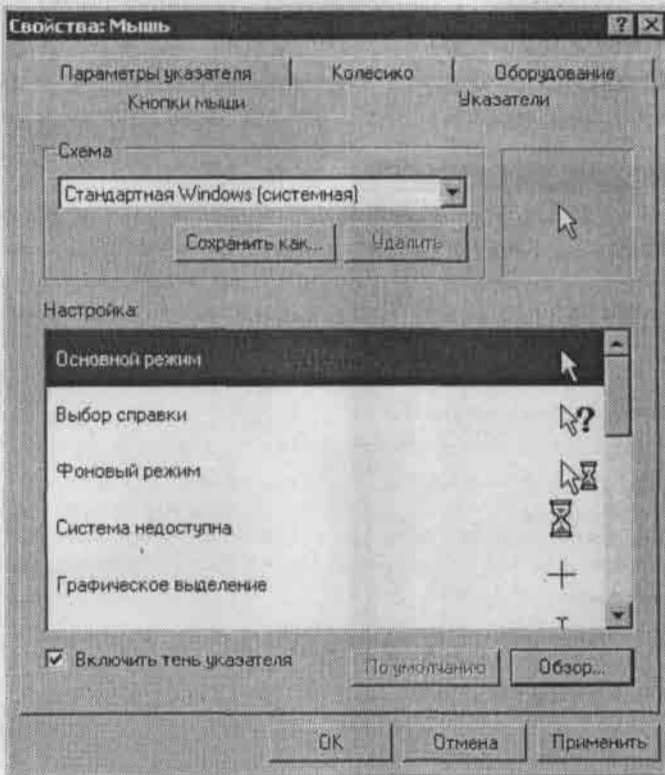 Свойства: Мышь
Параметры указателя Колесико Оборудование
Кнопки мыши Указатели
Схема
Стандартная Windows (системная)
Сохранить как... Удалить
Настройка:
Основной режим
Выбор справки
Фоновый режим
Система недоступна
Графическое выделение
Включить тень указателя По умолчанию Обзор...
OK Отмена Применить